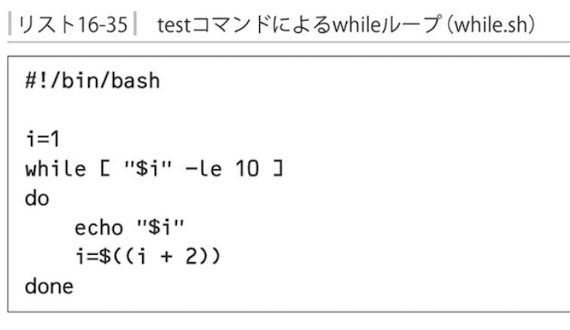 リスト16-35 testコマンドによるwhileループ（while.sh）
#!/bin/bash
i=1
while [ "$i" -le 10 ]
do
    echo "$i"
    i=$((i + 2))
done